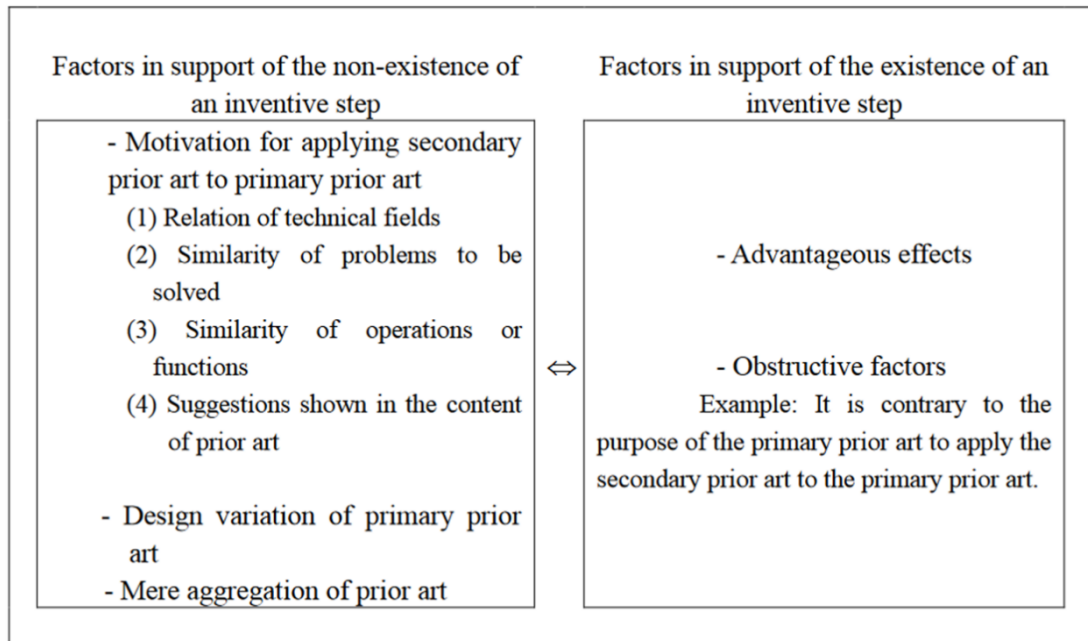 Factors in support of the non-existence of
an inventive step
- Motivation for applying secondary
prior art to primary prior art
(1) Relation of technical fields
(2) Similarity of problems to be
solved
(3) Similarity of operations or
functions
(4) Suggestions shown in the content
of prior art
- Design variation of primary prior
art
- Mere aggregation of prior art
⇔
Factors in support of the existence of an
inventive step
- Advantageous effects
- Obstructive factors
Example: It is contrary to the
purpose of the primary prior art to apply the
secondary prior art to the primary prior art.